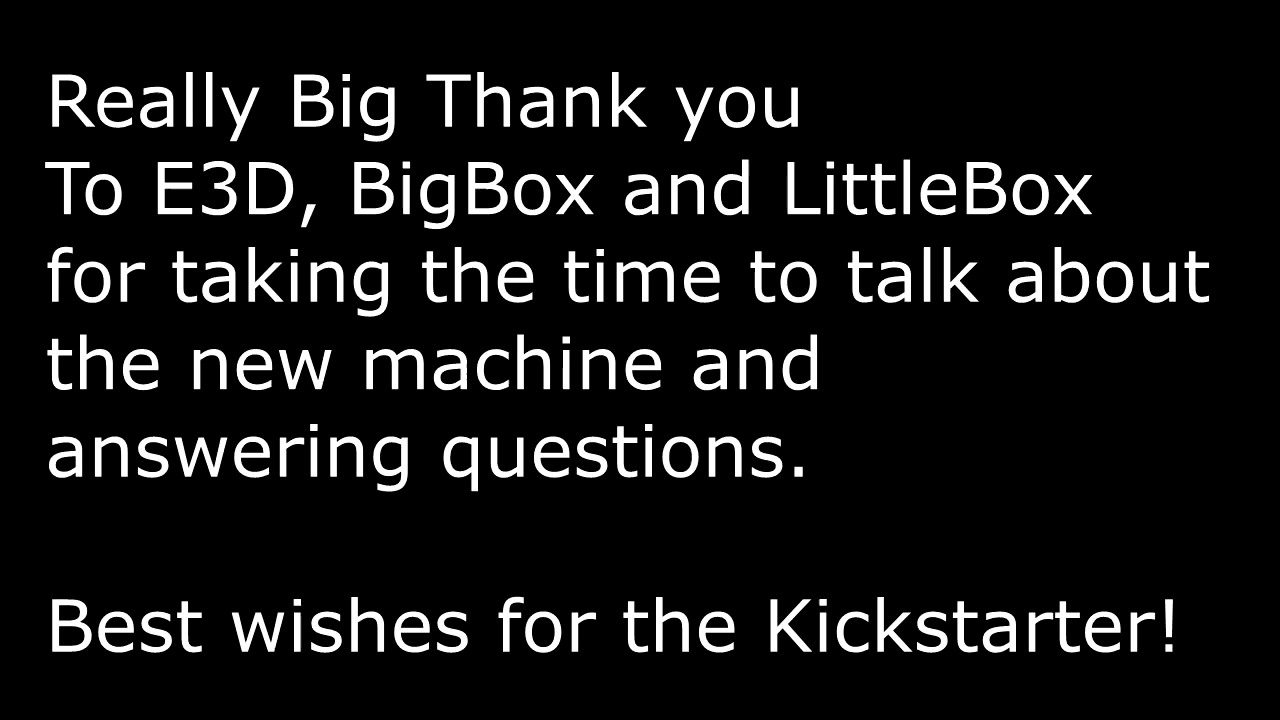 Really Big Thank you
To E3D, BigBox and LittleBox
for taking the time to talk about
the new machine and
answering questions.
Best wishes for the Kickstarter!